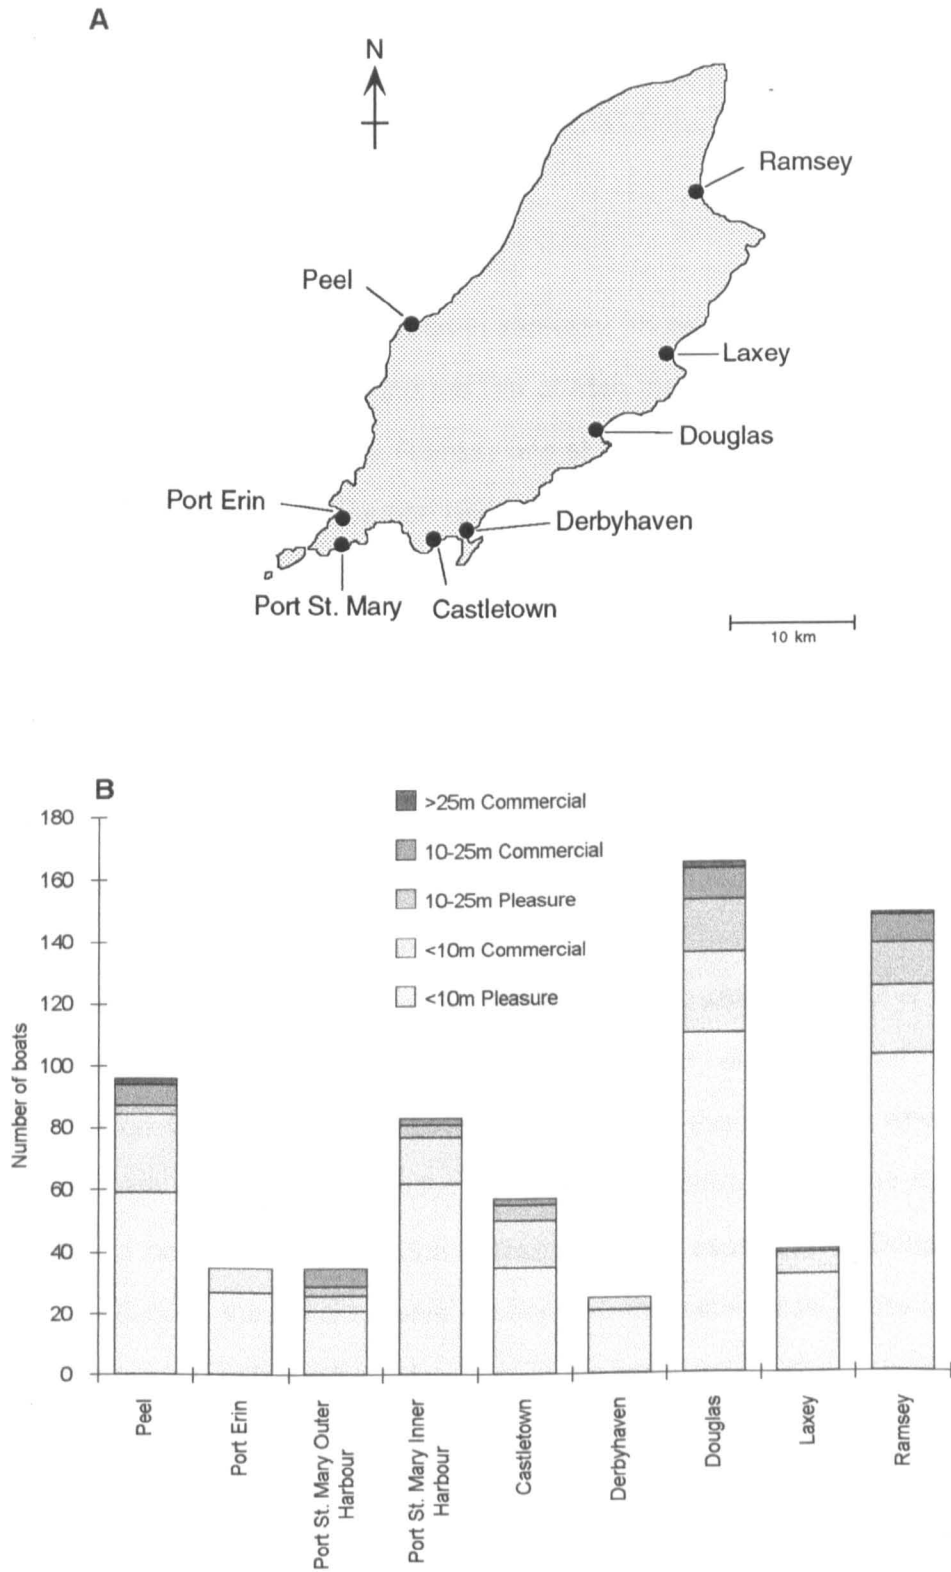 A
N
Ramsey
Peel
Laxey
Douglas
Port Erin
Derbyhaven
Port St. Mary
Castletown
10 km
B
>25m Commercial
10-25m Commercial
10-25m Pleasure
<10m Commercial
<10m Pleasure
180
160
140
120
100
80
60
40
20
0
Number of boats
Peel
Port Erin
Port St. Mary Outer
Harbour
Port St. Mary Inner
Harbour
Castletown
Derbyhaven
Douglas
Laxey
Ramsey